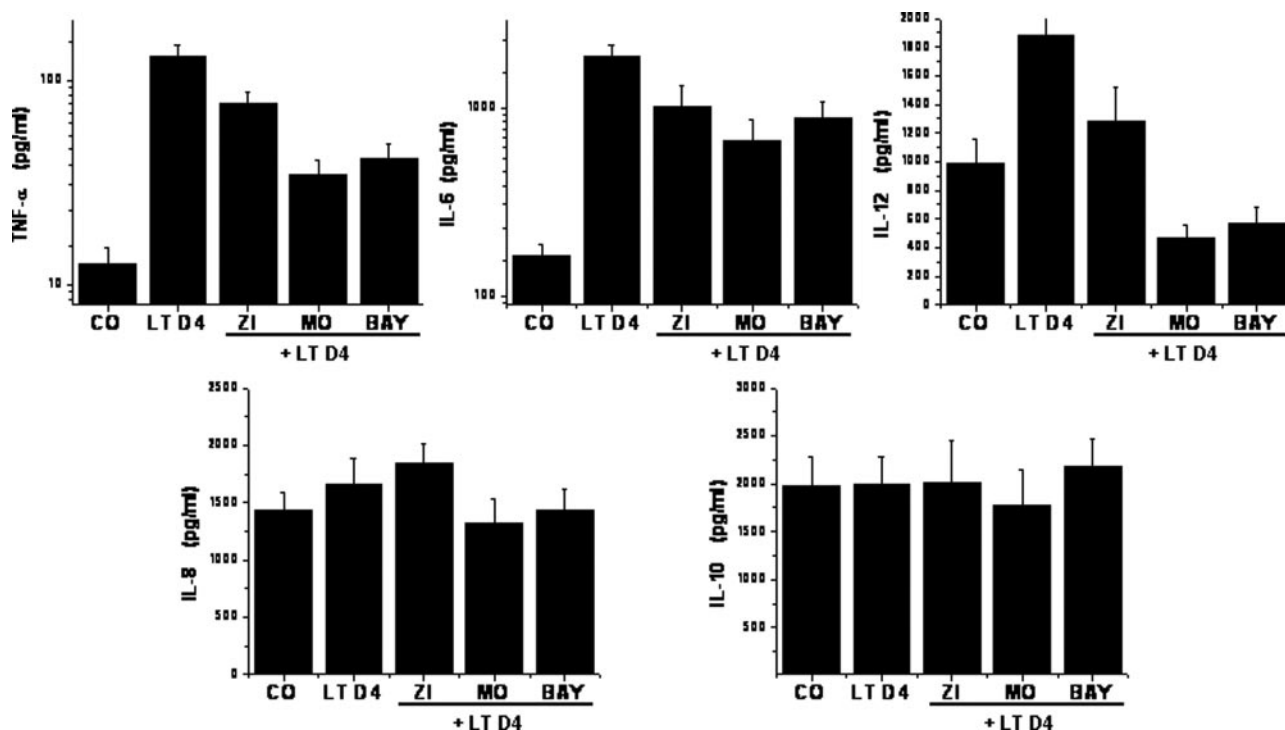 TNF-α (pg/ml)
100
10
CO LT D4 ZI MO BAY
+ LT D4
IL-6 (pg/ml)
1000
100
CO LT D4 ZI MO BAY
+ LT D4
IL-12 (pg/ml)
2000
1800
1600
1400
1200
1000
800
600
400
200
0
CO LT D4 ZI MO BAY
+ LT D4
IL-8 (pg/ml)
2500
2000
1500
1000
500
0
CO LT D4 ZI MO BAY
+ LT D4
IL-10 (pg/ml)
3000
2500
2000
1500
1000
500
CO LT D4 ZI MO BAY
+ LT D4